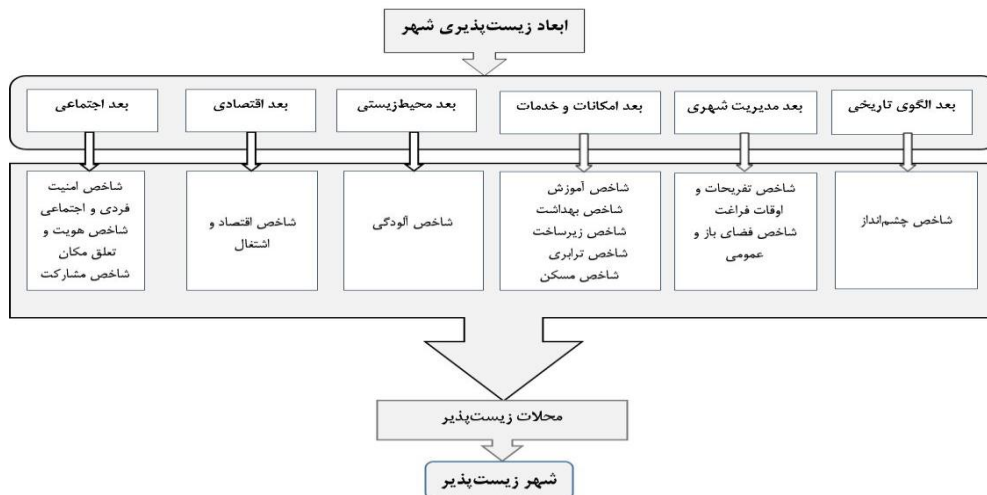 ابعاد زیست‌پذیری شهر
بعد الگوی تاریخی
بعد مدیریت شهری
بعد امکانات و خدمات
بعد محیط‌زیستی
بعد اقتصادی
بعد اجتماعی
شاخص چشم‌انداز
شاخص تفریحات و
اوقات فراغت
شاخص فضای باز و
عمومی
شاخص آموزش
شاخص بهداشت
شاخص زیرساخت
شاخص ترابری
شاخص مسکن
شاخص آلودگی
شاخص اقتصاد و
اشتغال
شاخص امنیت
فردی و اجتماعی
شاخص هویت و
تعلق مکان
شاخص مشارکت
محلات زیست‌پذیر
شهر زیست‌پذیر